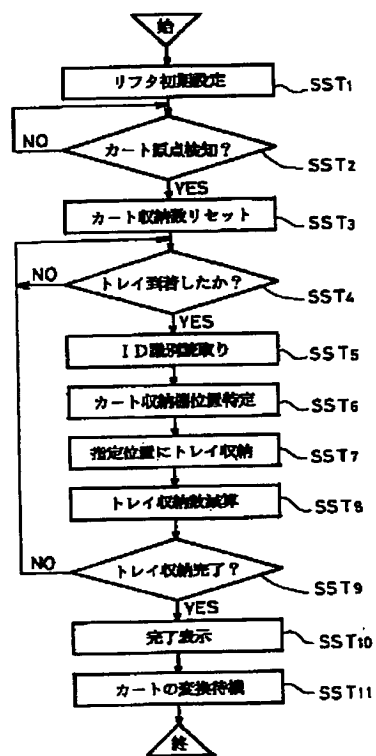 始
リフタ初期設定
SST1
カート原点検知？
NO
SST2
YES
カート収納数リセット
SST3
トレイ到着したか？
NO
SST4
YES
ID識別読取り
SST5
カート収納棚位置特定
SST6
指定位置にトレイ収納
SST7
トレイ収納数減算
SST8
トレイ収納完了？
NO
SST9
YES
完了表示
SST10
カートの変換待機
SST11
終